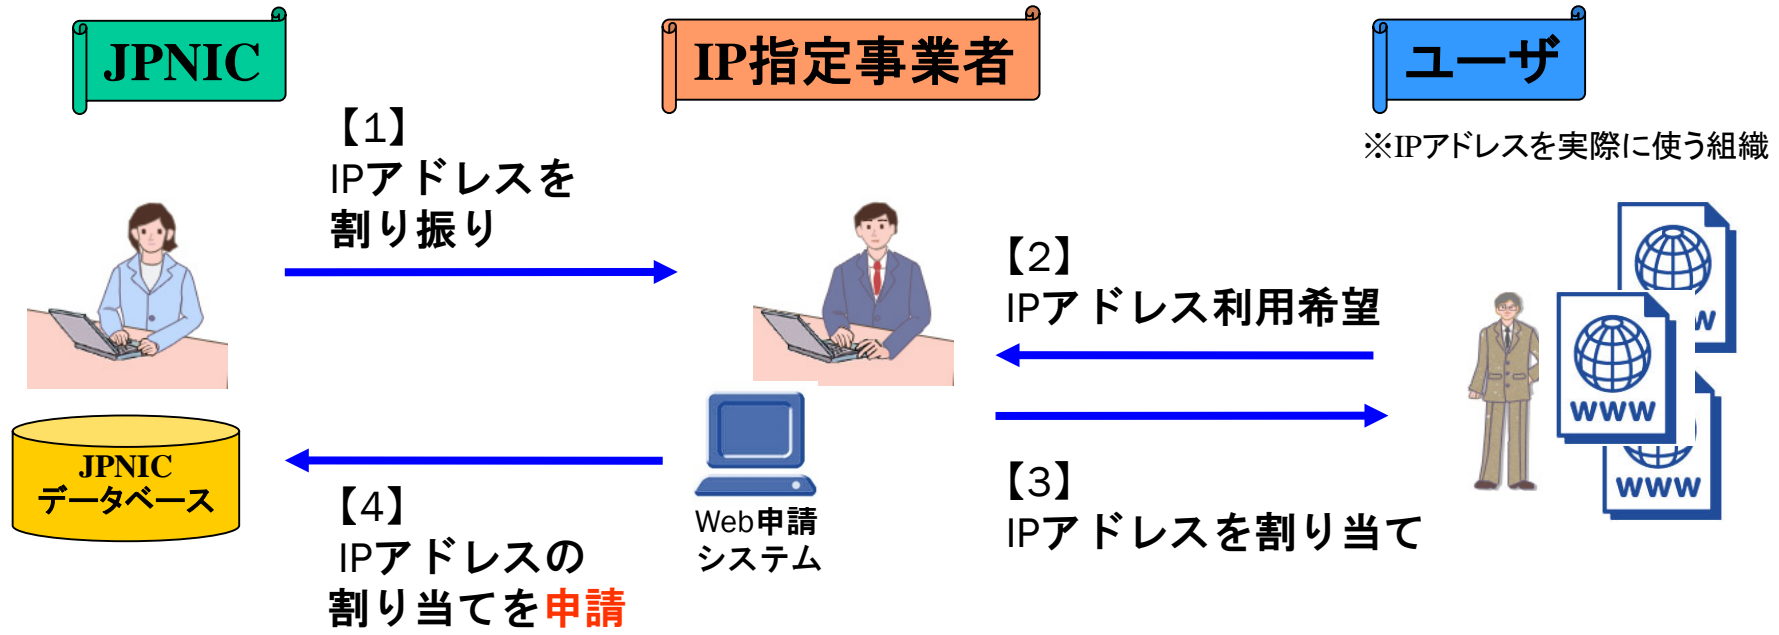 JPNIC
IP指定事業者
ユーザ
※IPアドレスを実際に使う組織
【1】
IPアドレスを
割り振り
【2】
IPアドレス利用希望
【3】
IPアドレスを割り当て
【4】
IPアドレスの
割り当てを申請
JPNIC
データベース
Web申請
システム
W
WWW
WWW